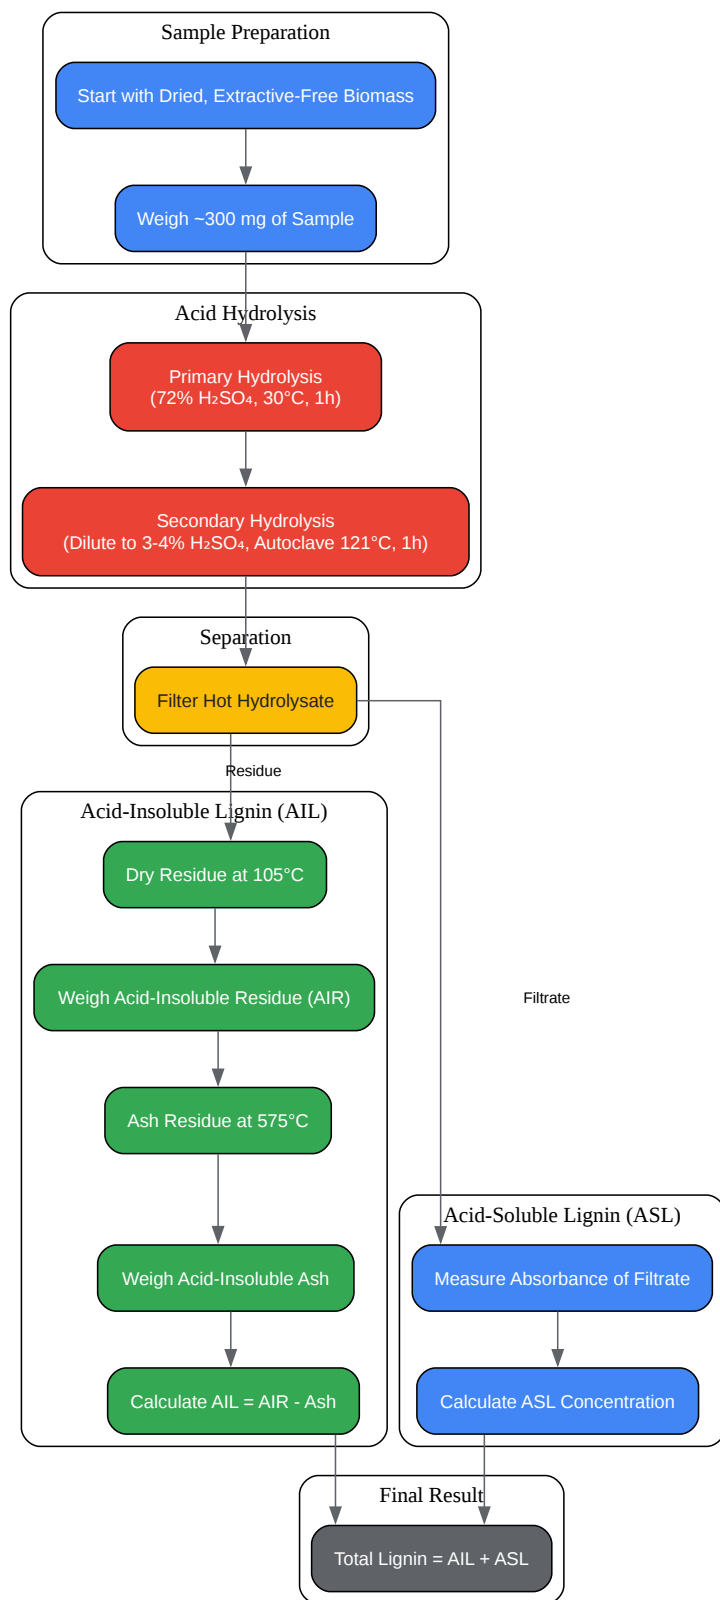 Sample Preparation
Start with Dried, Extractive-Free Biomass
Weigh ~300 mg of Sample
Acid Hydrolysis
Primary Hydrolysis
(72% H₂SO₄, 30°C, 1h)
Secondary Hydrolysis
(Dilute to 3-4% H₂SO₄, Autoclave 121°C, 1h)
Separation
Filter Hot Hydrolysate
Residue
Acid-Insoluble Lignin (AIL)
Dry Residue at 105°C
Weigh Acid-Insoluble Residue (AIR)
Filtrate
Ash Residue at 575°C
Acid-Soluble Lignin (ASL)
Weigh Acid-Insoluble Ash
Measure Absorbance of Filtrate
Calculate AIL = AIR - Ash
Calculate ASL Concentration
Final Result
Total Lignin = AIL + ASL